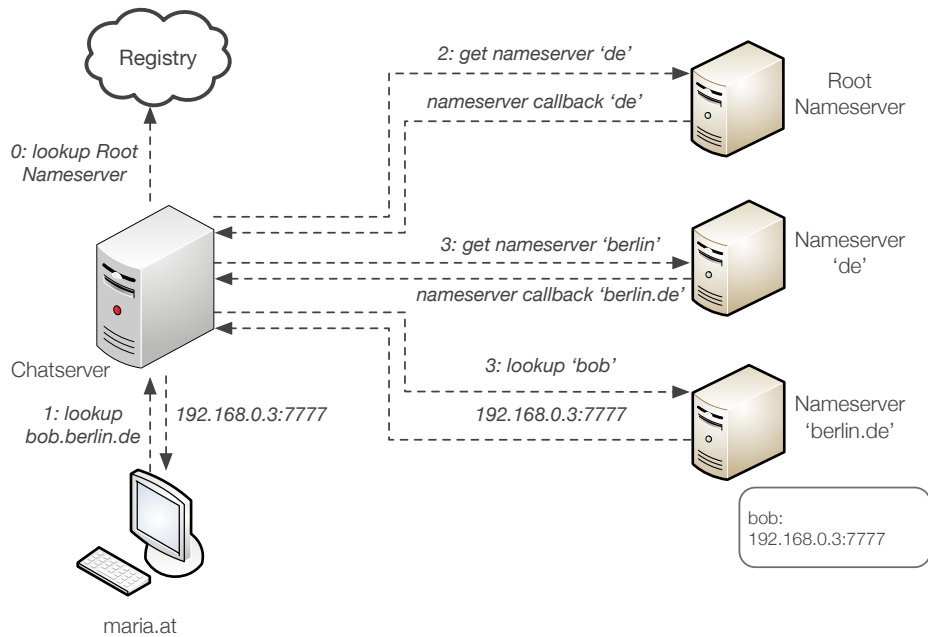 Registry
2: get nameserver ‘de’
nameserver callback ‘de’
Root
Nameserver
0: lookup Root
Nameserver
3: get nameserver ‘berlin’
nameserver callback ‘berlin.de’
Nameserver
‘de’
Chatserver
3: lookup ‘bob’
192.168.0.3:7777
Nameserver
‘berlin.de’
1: lookup
bob.berlin.de
192.168.0.3:7777
bob:
192.168.0.3:7777
maria.at